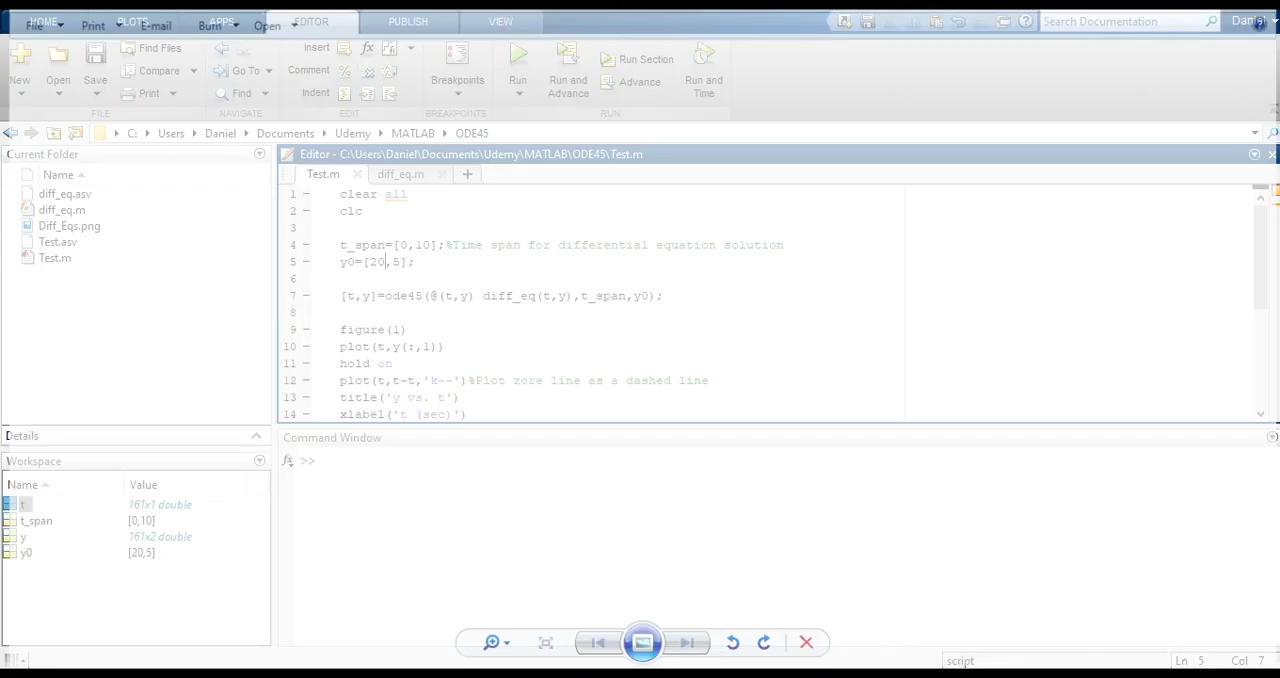 HOME PLOTS APPS EDITOR PUBLISH VIEW
File Print E-mail Burn Open
Search Documentation
Daniel
New
Open
Save
Find Files
Compare
Print
FILE
Go To
Find
NAVIGATE
Insert
Comment
Indent
EDIT
Breakpoints
BREAKPOINTS
Run
Run and Advance
Run Section
Advance
Run and Time
RUN
C: Users Daniel Documents Udemy MATLAB ODE45
Current Folder
Name
diff_eq.asv
diff_eq.m
Diff_Eqs.png
Test.asv
Test.m
Details
Workspace
Name Value
t 161x1 double
t_span [0,10]
y 161x2 double
y0 [20,5]
Editor - C:\Users\Daniel\Documents\Udemy\MATLAB\ODE45\Test.m
Test.m diff_eq.m
1 clear all
2 clc
3
4 t_span=[0,10];%Time span for differential equation solution
5 y0=[20,5];
6
7 [t,y]=ode45(@(t,y) diff_eq(t,y),t_span,y0);
8
9 figure(1)
10 plot(t,y(:,1))
11 hold on
12 plot(t,t-t,'k--')%Plot zore line as a dashed line
13 title('y vs. t')
14 xlabel('t (sec)')
Command Window
fx >>
script Ln 5 Col 7